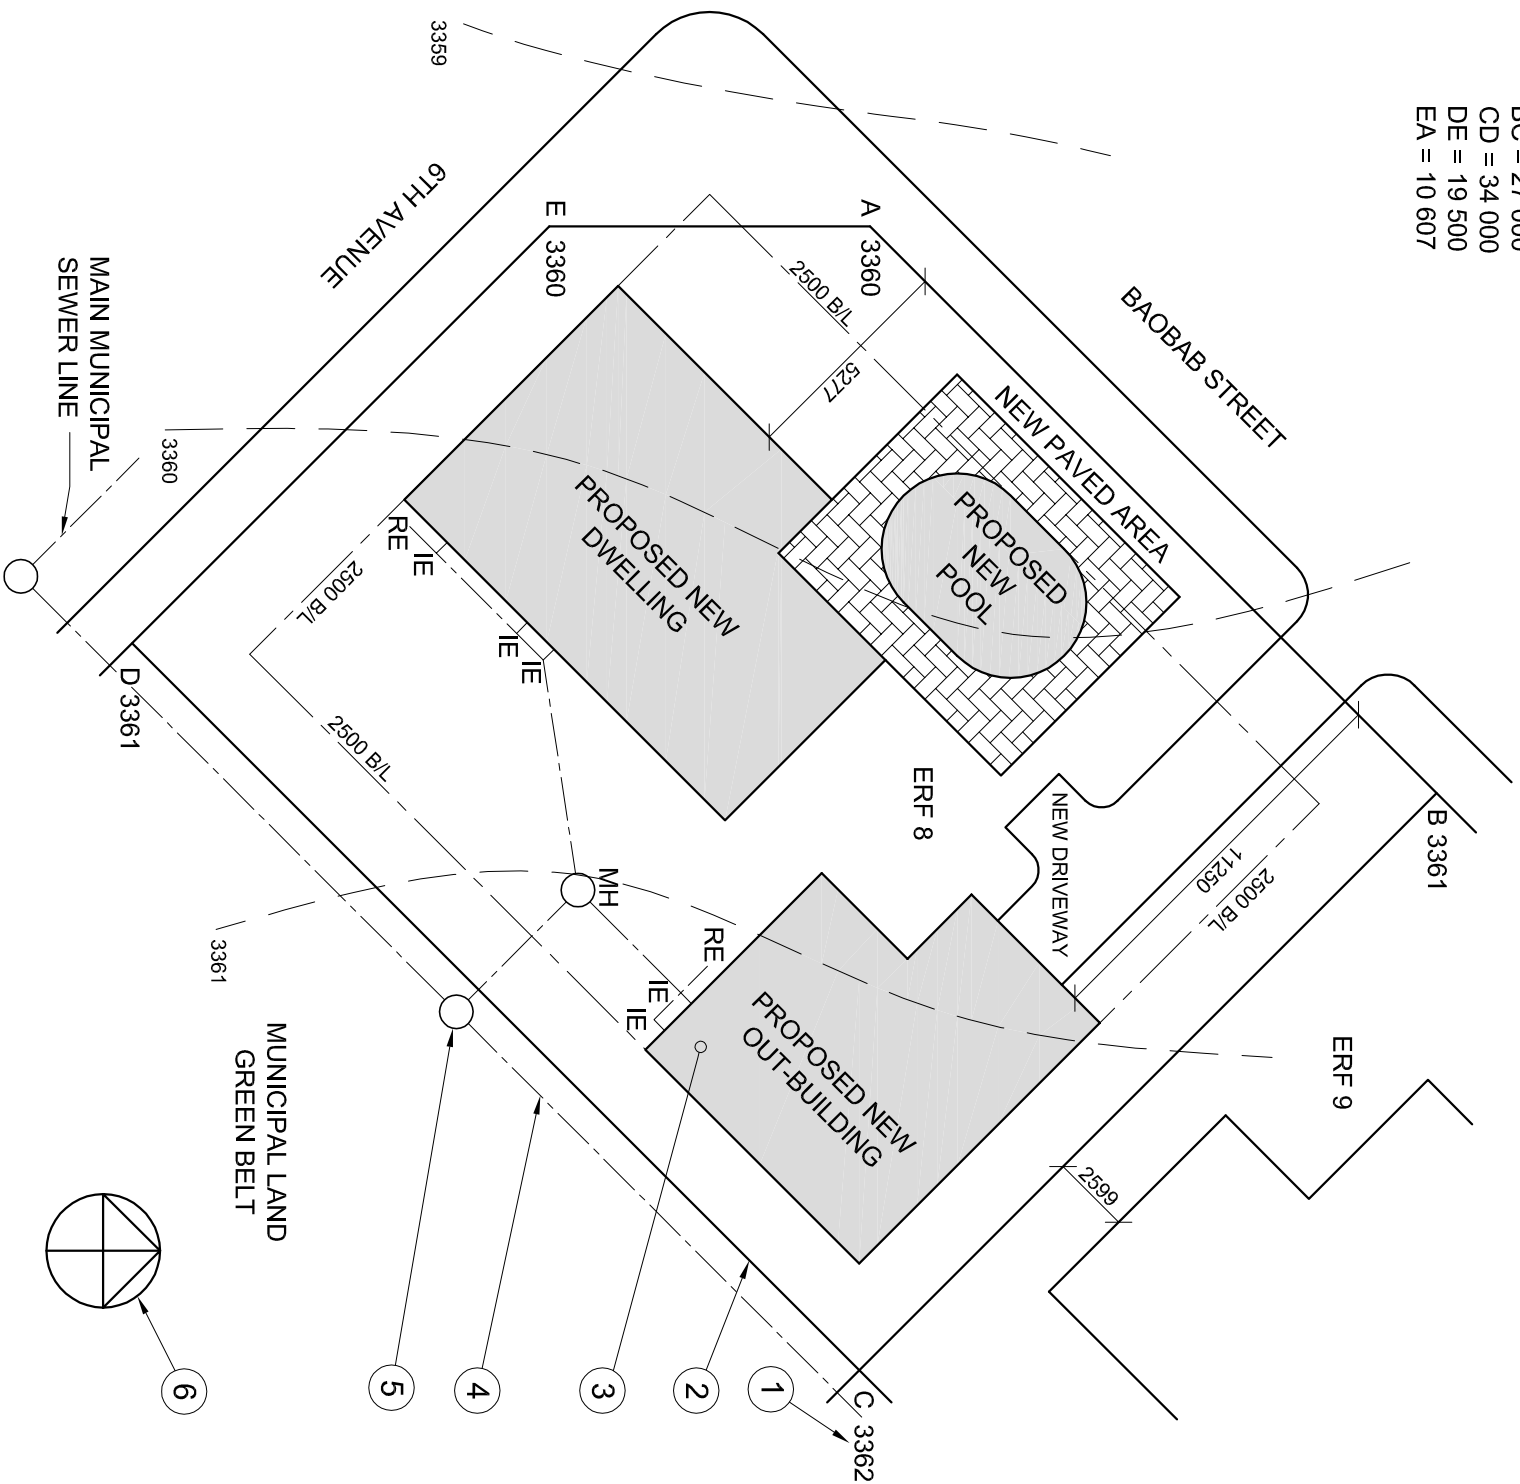 CD = 34 000
DE = 19 500
EA = 10 607
3359
BAOBAB STREET
6TH AVENUE
A
3360
E
3360
2500 B/L
5277
NEW PAVED AREA
PROPOSED
NEW
POOL
MAIN MUNICIPAL
SEWER LINE
3360
PROPOSED NEW
DWELLING
RE
IE
IE
IE
2500 B/L
2500 B/L
D 3361
ERF 8
NEW DRIVEWAY
B 3361
11250
2500 B/L
MH
RE
IE
IE
3361
PROPOSED NEW
OUT-BUILDING
ERF 9
2599
MUNICIPAL LAND
GREEN BELT
C 3362
1
2
3
4
5
6